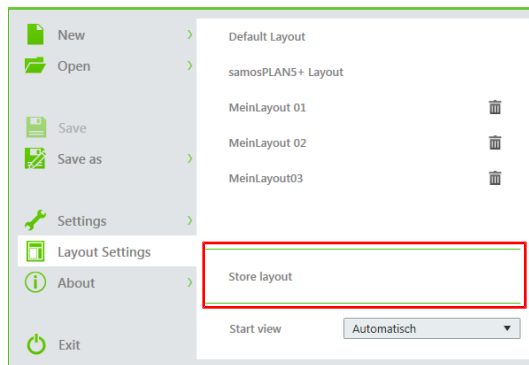 New
Open
Save
Save as
Settings
Layout Settings
About
Exit
Default Layout
samosPLAN5+ Layout
MeinLayout 01
MeinLayout 02
MeinLayout03
Store layout
Start view Automatisch